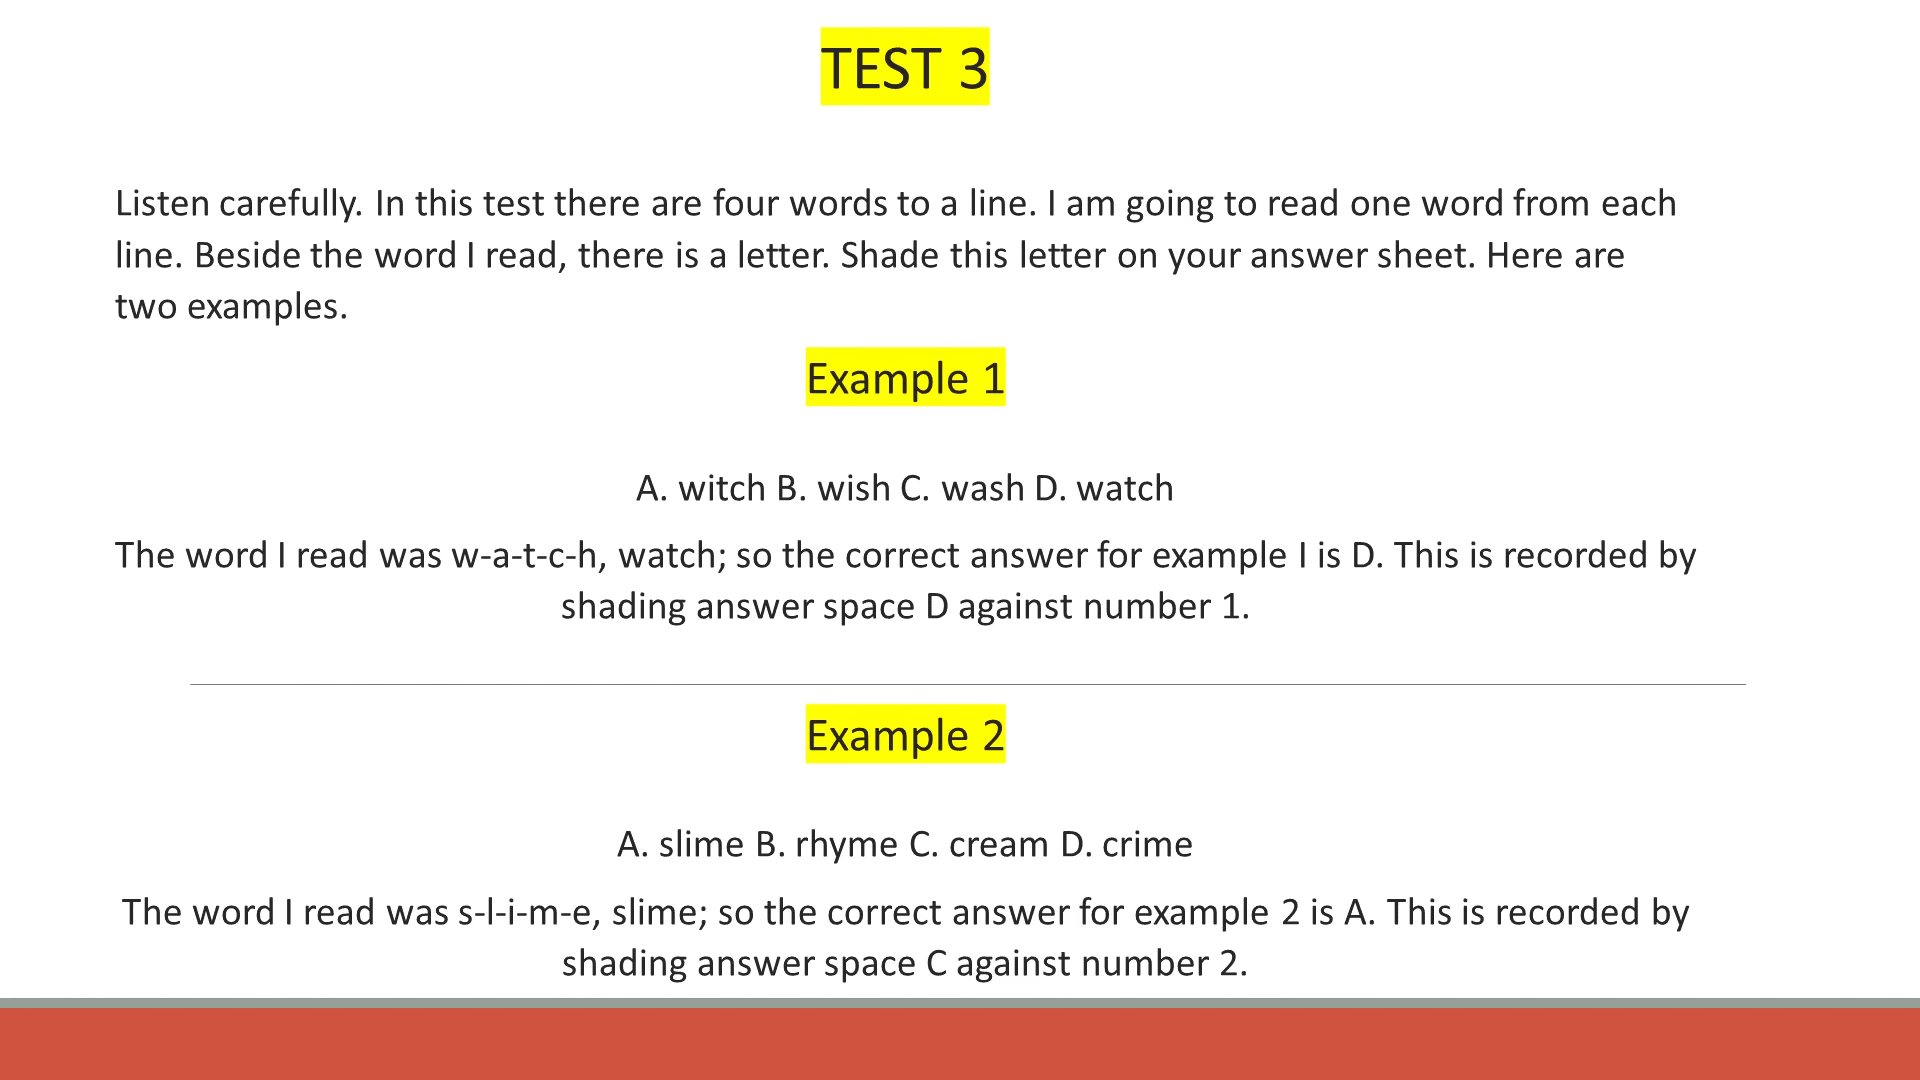 TEST 3
Listen carefully. In this test there are four words to a line. I am going to read one word from each
line. Beside the word I read, there is a letter. Shade this letter on your answer sheet. Here are
two examples.
Example 1
A. witch B. wish C. wash D. watch
The word I read was w-a-t-c-h, watch; so the correct answer for example I is D. This is recorded by
shading answer space D against number 1.
Example 2
A. slime B. rhyme C. cream D. crime
The word I read was s-l-i-m-e, slime; so the correct answer for example 2 is A. This is recorded by
shading answer space C against number 2.